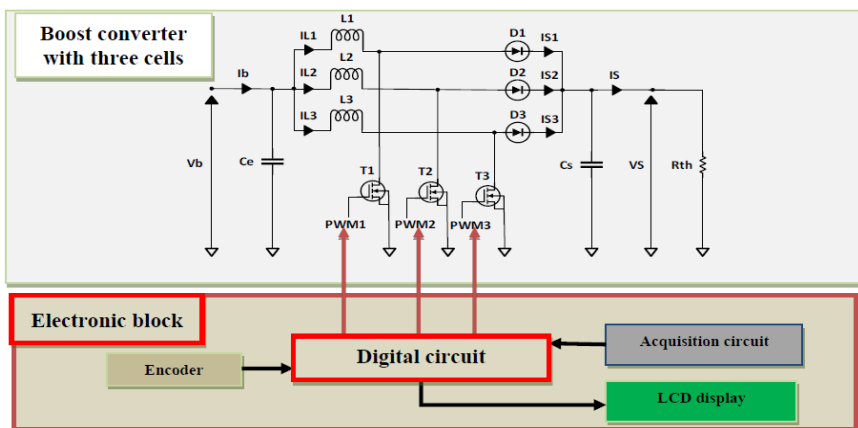 Boost converter
with three cells
L1
IL1
D1
IS1
L2
Ib
IL2
D2
IS2
IS
L3
IL3
D3
IS3
Vb
Ce
T1
T2
T3
Cs
VS
Rth
PWM1
PWM2
PWM3
Electronic block
Digital circuit
Acquisition circuit
Encoder
LCD display